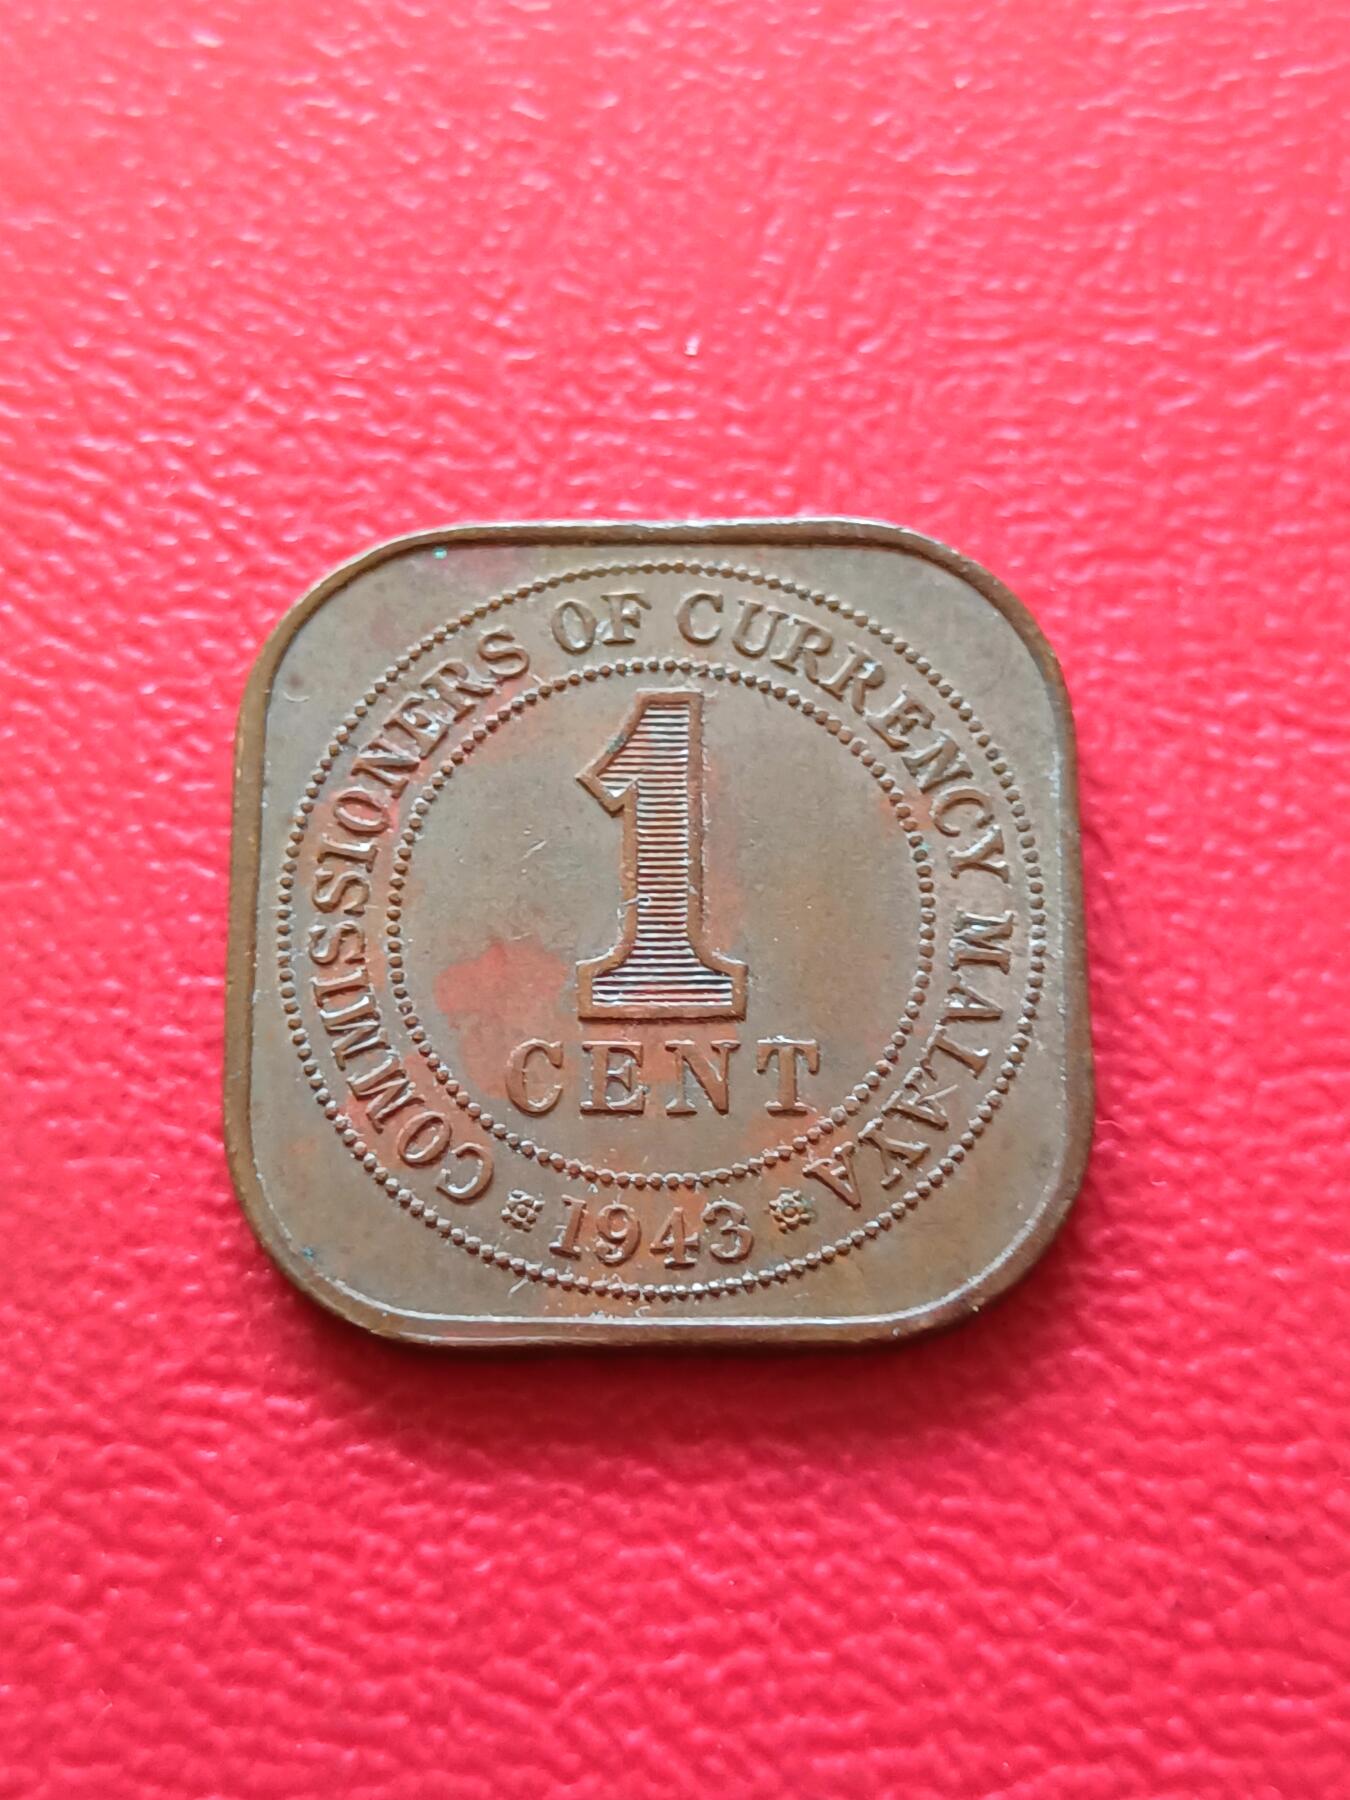 COMMISSIONERS OF CURRENCY MALAYA
1
CENT
1943